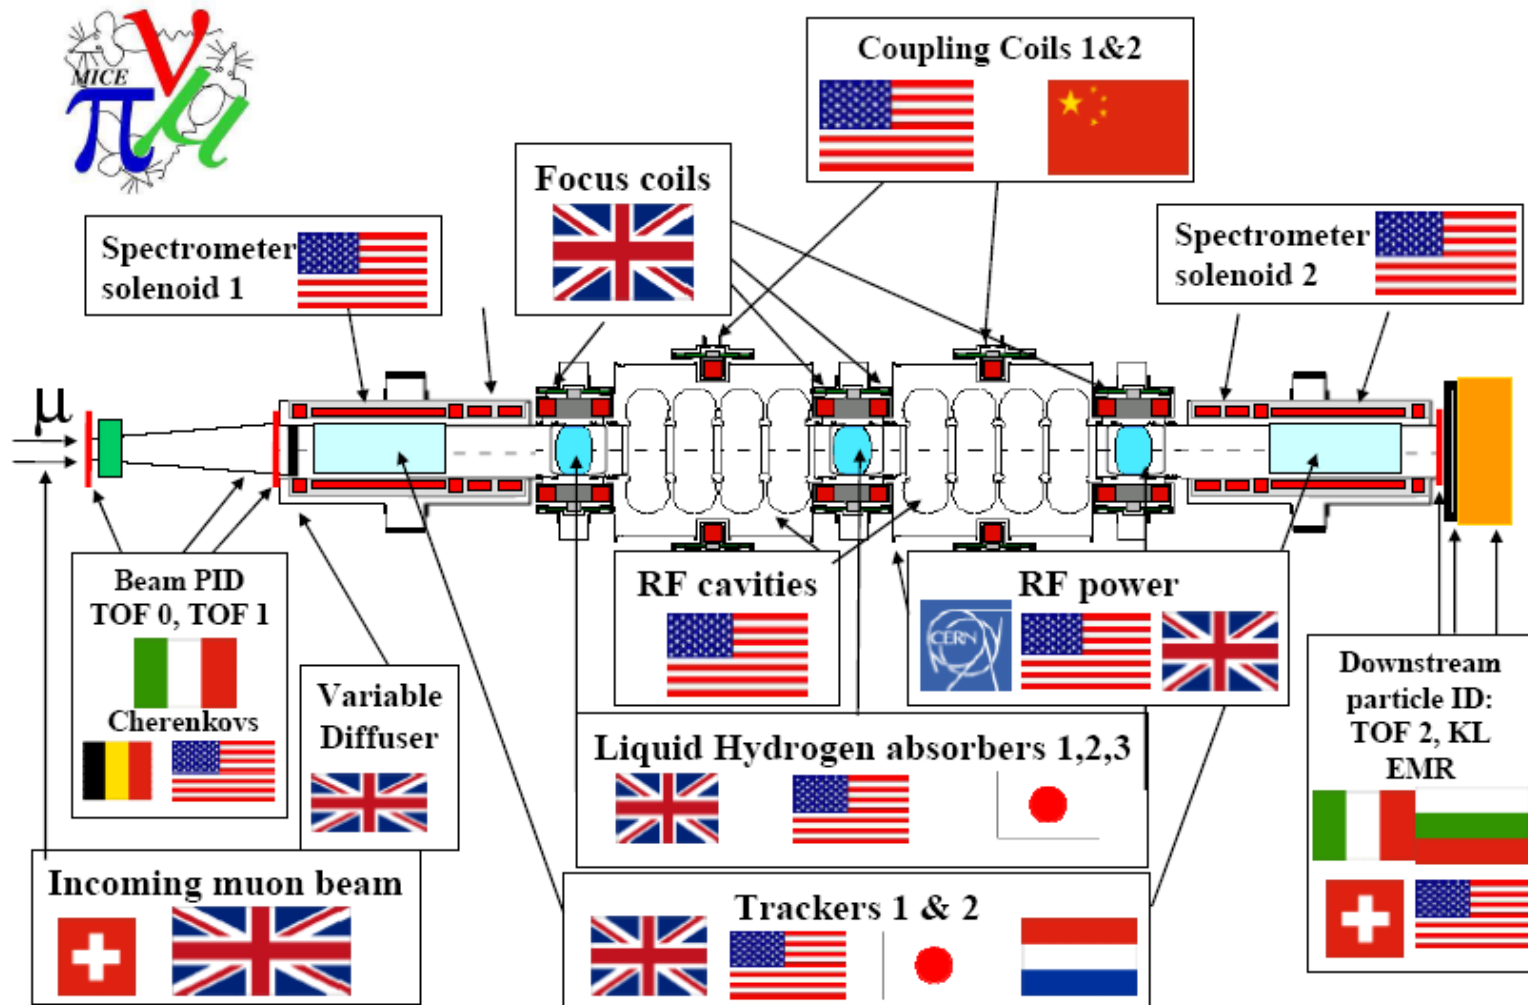 MICE
ν
π μ
Coupling Coils 1&2
Focus coils
Spectrometer
solenoid 1
Spectrometer
solenoid 2
μ
Beam PID
TOF 0, TOF 1
Cherenkovs
Variable
Diffuser
RF cavities
RF power
CERN
Downstream
particle ID:
TOF 2, KL
EMR
Liquid Hydrogen absorbers 1,2,3
Incoming muon beam
Trackers 1 & 2